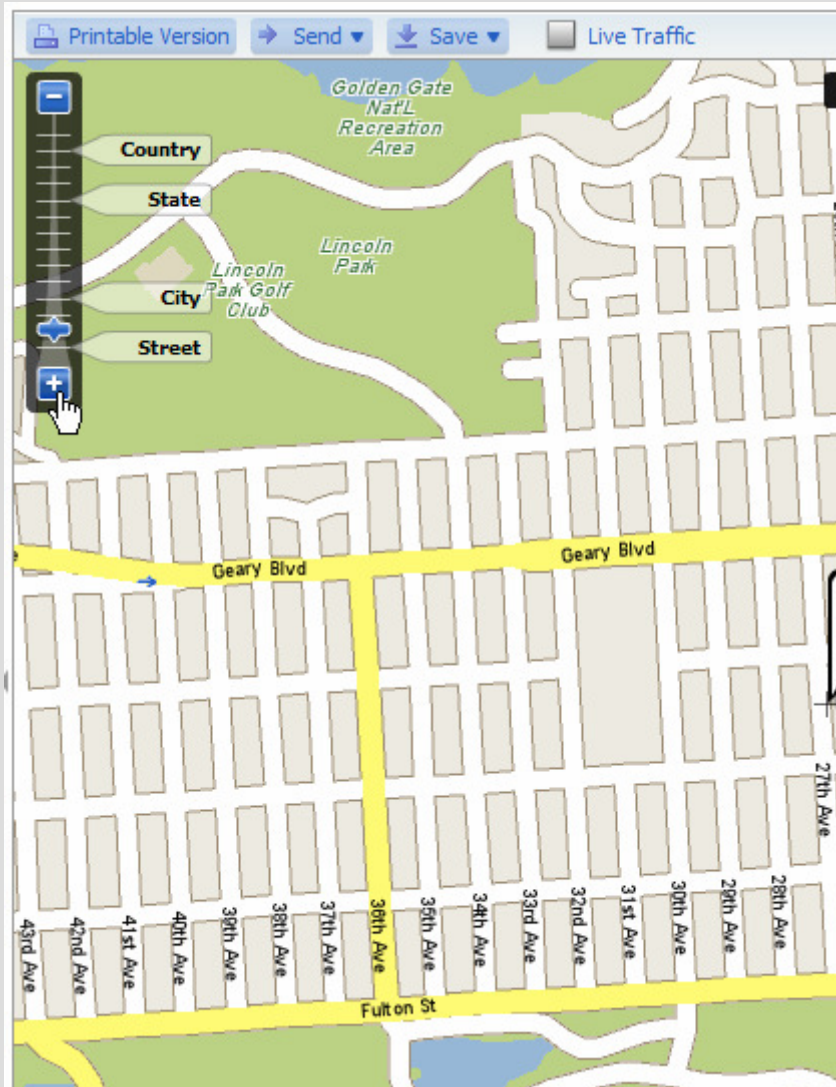 Printable Version
Send
Save
Live Traffic
Golden Gate
Nat'L
Recreation
Area
Country
State
Lincoln
Park
Lincoln
Park Golf
Club
City
Street
Geary Blvd
Geary Blvd
27th Ave
43rd Ave
42nd Ave
41st Ave
40th Ave
39th Ave
38th Ave
37th Ave
36th Ave
35th Ave
34th Ave
33rd Ave
32nd Ave
31st Ave
30th Ave
29th Ave
28th Ave
Fulton St